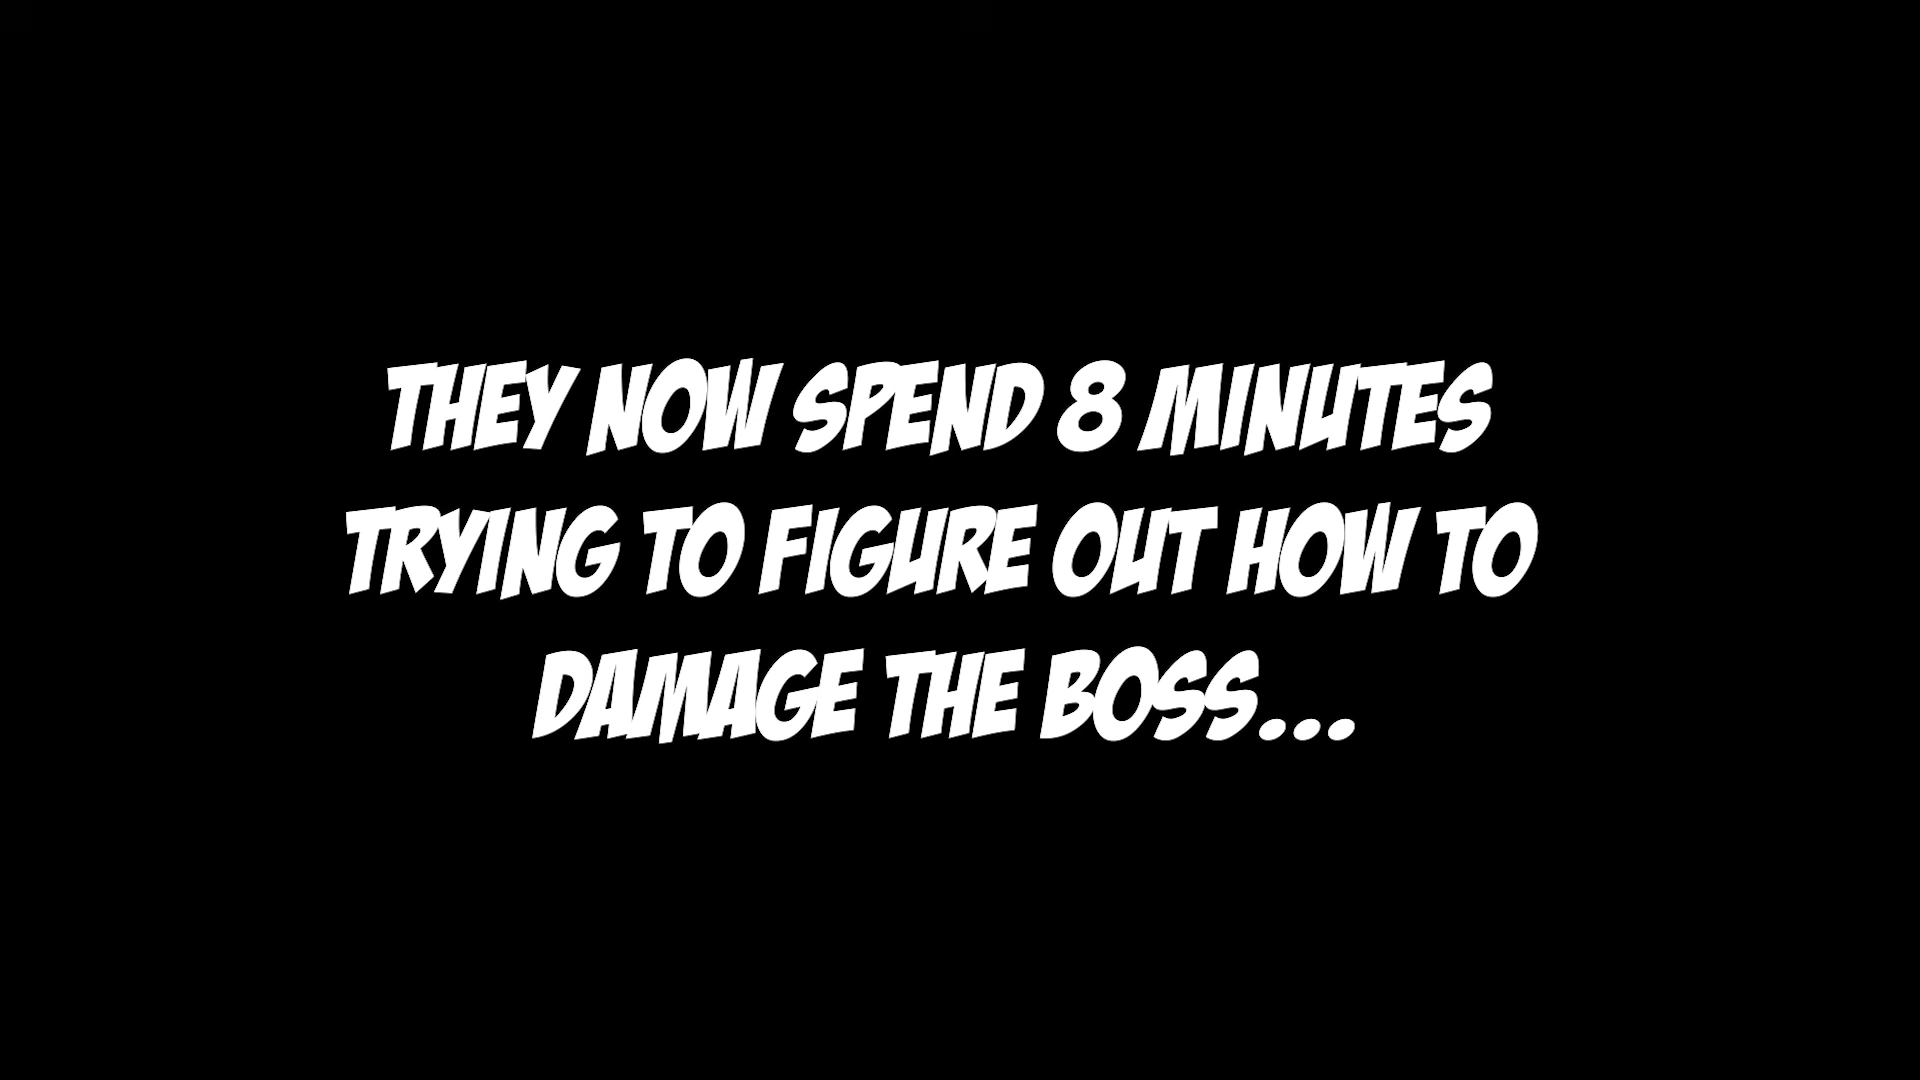 THEY NOW SPEND 8 MINUTES
TRYING TO FIGURE OUT HOW TO
DAMAGE THE BOSS...